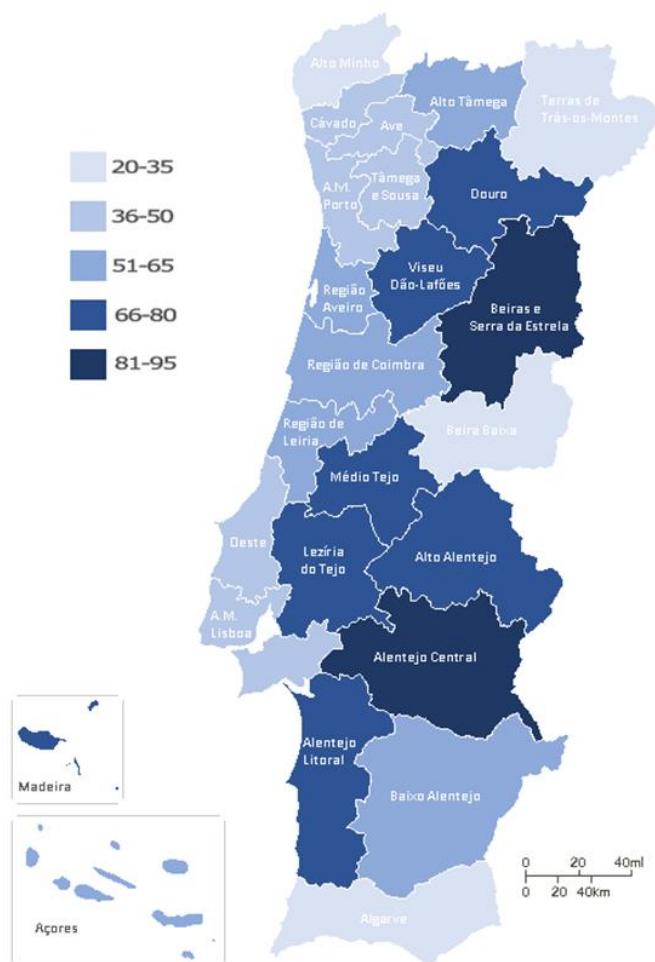 Alto Minho
Terras de
Trás-os-Montes
Alto Tâmega
Cávado
Ave
20-35
Tâmega
e Sousa
A.M.
Porto
Douro
36-50
51-65
Viseu
Dão-Lafões
Região
Aveiro
Beiras e
Serra da Estrela
66-80
81-95
Região de Coimbra
Região de
Leiria
Beira Baixa
Médio Tejo
Oeste
Lezíria
do Tejo
Alto Alentejo
A.M.
Lisboa
Alentejo Central
Alentejo
Litoral
Madeira
Baixo Alentejo
0 20 40ml
0 20 40km
Algarve
Açores